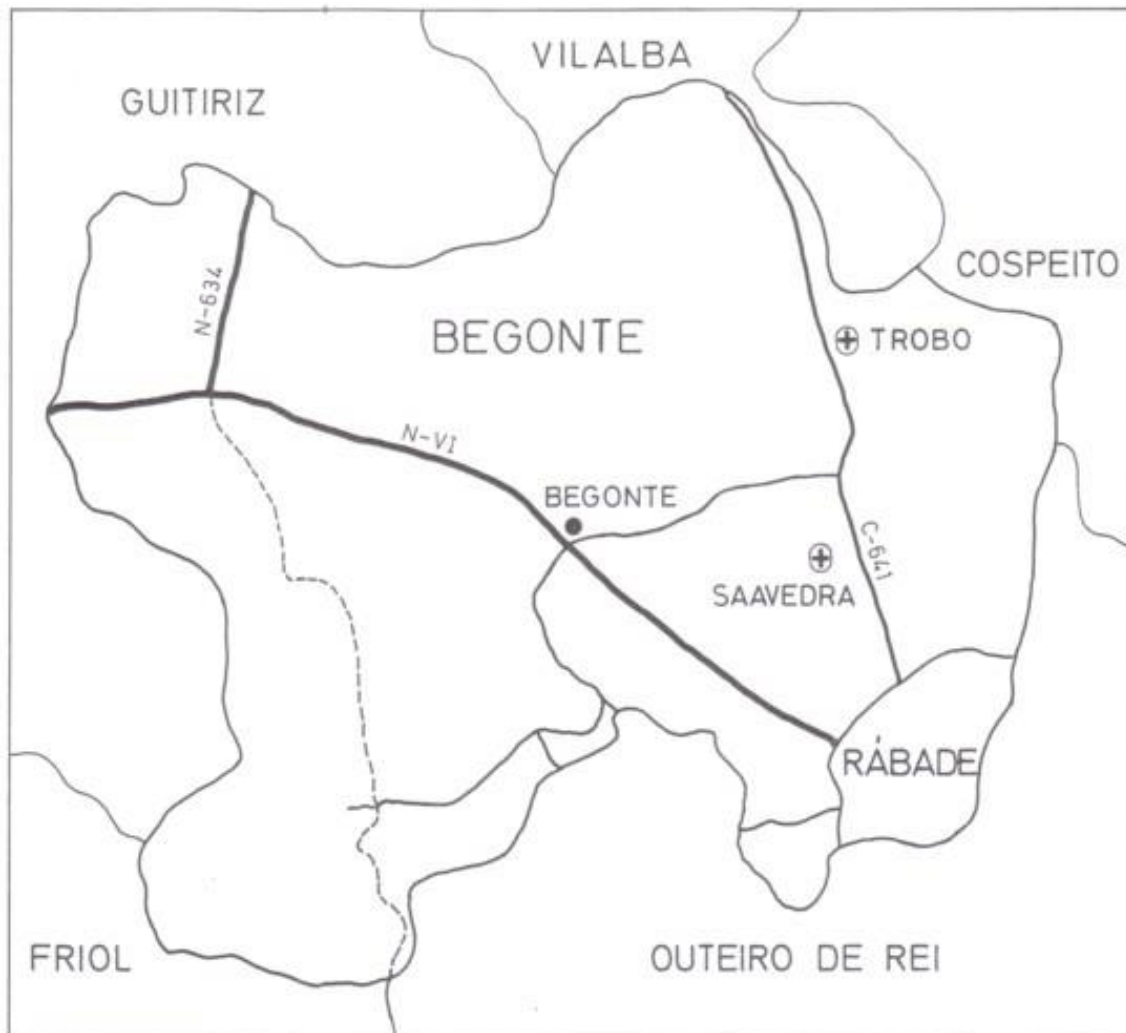 VILALBA
GUITIRIZ
COSPEITO
N-634
BEGONTE
TROBO
N-VI
BEGONTE
C-641
SAAVEDRA
RÁBADE
FRIOL
OUTEIRO DE REI